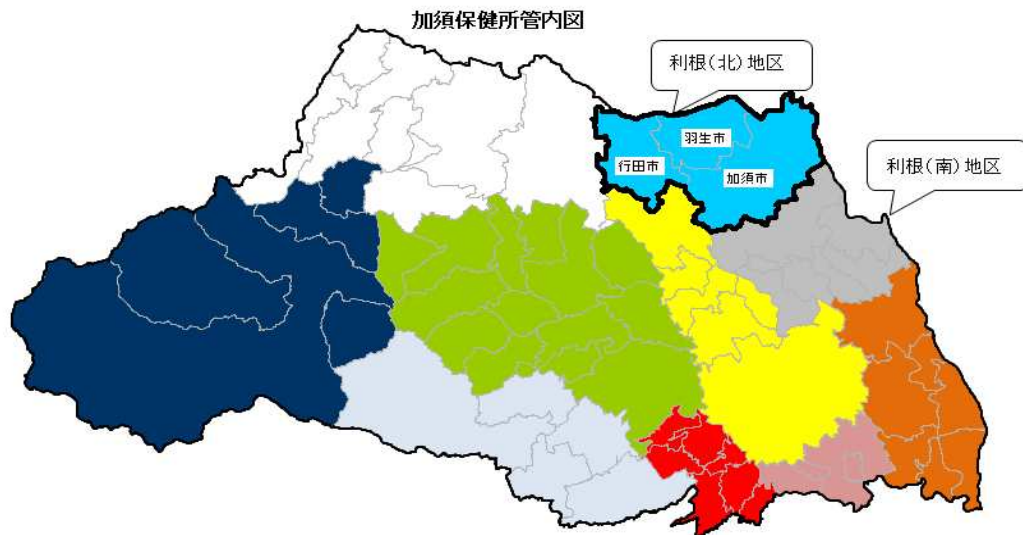 加須保健所管内図
利根（北）地区
羽生市
行田市
加須市
利根（南）地区